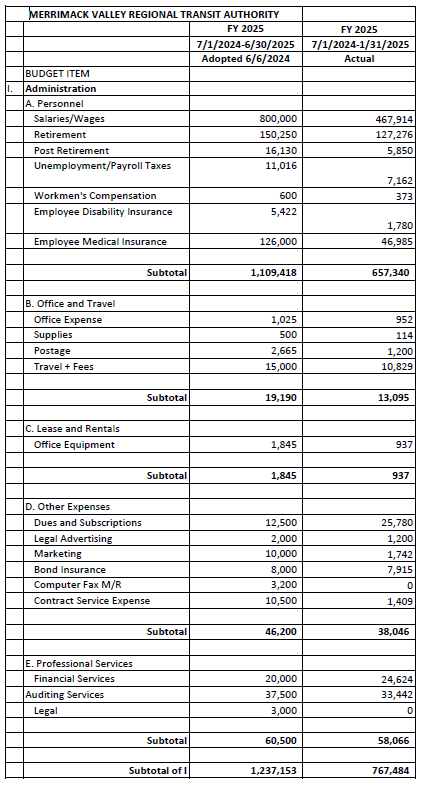 MERRIMACK VALLEY REGIONAL TRANSIT AUTHORITY
FY 2025 FY 2025
7/1/2024-6/30/2025 7/1/2024-1/31/2025
Adopted 6/6/2024 Actual
BUDGET ITEM
I. Administration
A. Personnel
Salaries/Wages 800,000 467,914
Retirement 150,250 127,276
Post Retirement 16,130 5,850
Unemployment/Payroll Taxes 11,016 7,162
Workmen's Compensation 600 373
Employee Disability Insurance 5,422 1,780
Employee Medical Insurance 126,000 46,985
Subtotal 1,109,418 657,340
B. Office and Travel
Office Expense 1,025 952
Supplies 500 114
Postage 2,665 1,200
Travel + Fees 15,000 10,829
Subtotal 19,190 13,095
C. Lease and Rentals
Office Equipment 1,845 937
Subtotal 1,845 937
D. Other Expenses
Dues and Subscriptions 12,500 25,780
Legal Advertising 2,000 1,200
Marketing 10,000 1,742
Bond Insurance 8,000 7,915
Computer Fax M/R 3,200 0
Contract Service Expense 10,500 1,409
Subtotal 46,200 38,046
E. Professional Services
Financial Services 20,000 24,624
Auditing Services 37,500 33,442
Legal 3,000 0
Subtotal 60,500 58,066
Subtotal of I 1,237,153 767,484